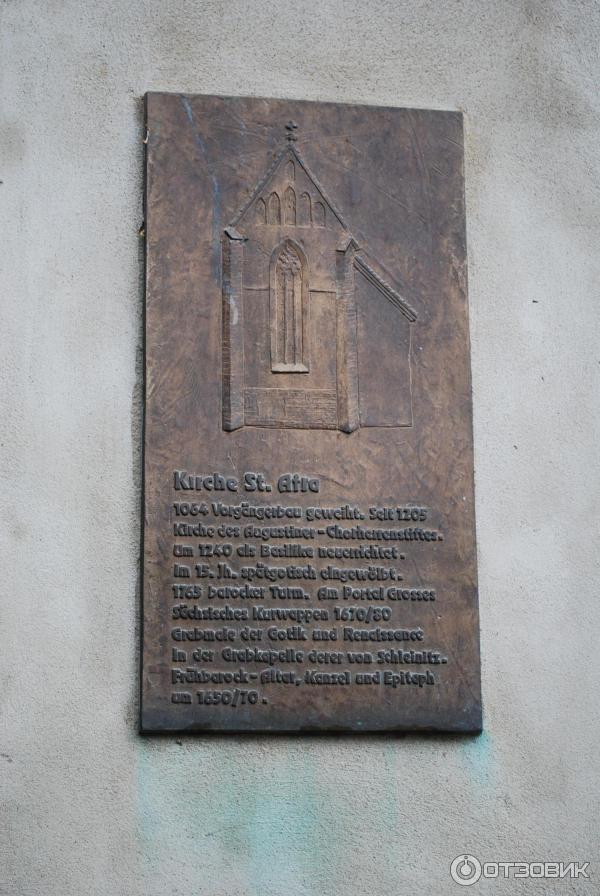 Kirche St. Afra
1064 Vorgängerbau geweiht. Seit 1205
Kirche des Augustiner-Chorherrenstiftes.
Um 1240 als Basilika neuerrichtet.
Im 15. Jh. spätgotisch eingewölbt.
1765 barocker Turm. Am Portal Grosses
Sächsisches Kurwappen 1670/80
Grabmale der Gotik und Renaissance
in der Grabkapelle derer von Schleinitz.
Frühbarock-Altar, Kanzel und Epitaph
um 1650/70.
ОТЗОВИК